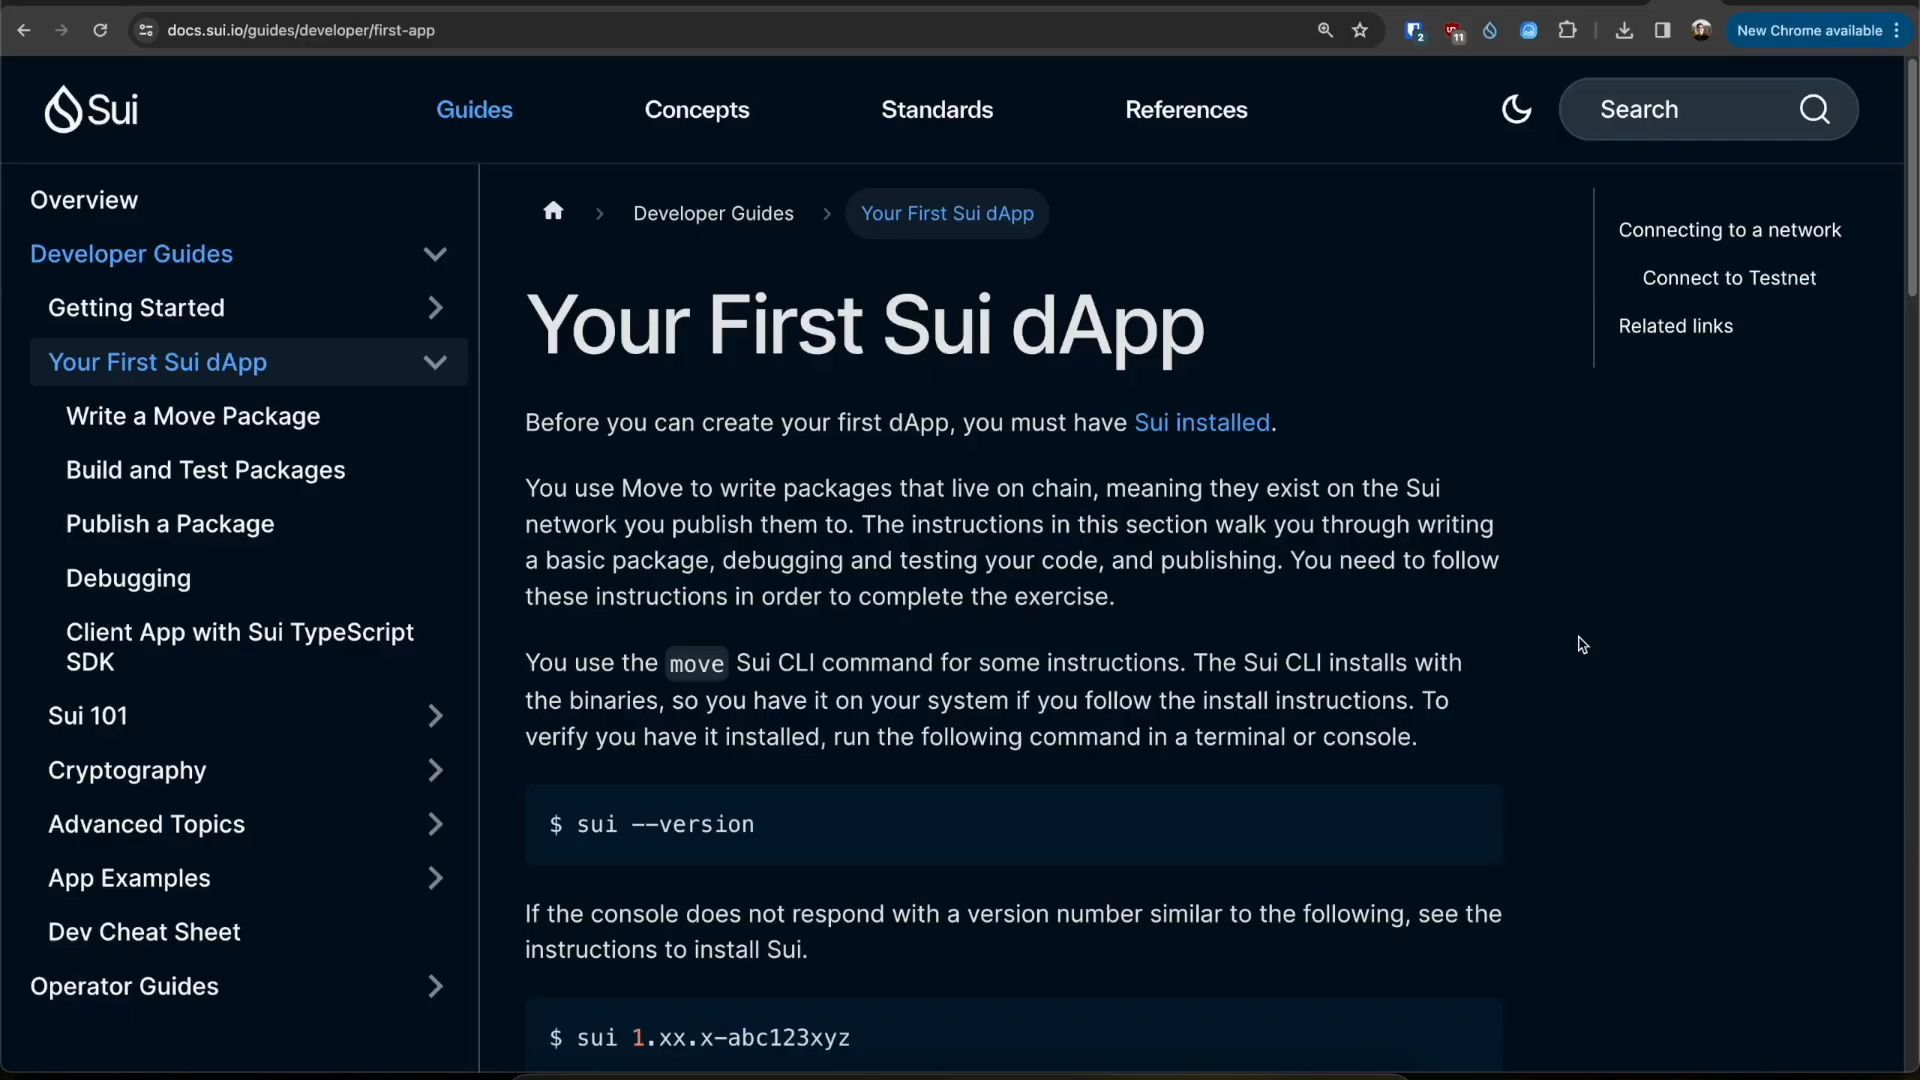 docs.sui.io/guides/developer/first-app
2
11
New Chrome available
Sui
Guides
Concepts
Standards
References
Search
Overview
Developer Guides
Getting Started
Your First Sui dApp
Write a Move Package
Build and Test Packages
Publish a Package
Debugging
Client App with Sui TypeScript
SDK
Sui 101
Cryptography
Advanced Topics
App Examples
Dev Cheat Sheet
Operator Guides
Developer Guides
Your First Sui dApp
Your First Sui dApp
Before you can create your first dApp, you must have Sui installed.
You use Move to write packages that live on chain, meaning they exist on the Sui
network you publish them to. The instructions in this section walk you through writing
a basic package, debugging and testing your code, and publishing. You need to follow
these instructions in order to complete the exercise.
You use the move Sui CLI command for some instructions. The Sui CLI installs with
the binaries, so you have it on your system if you follow the install instructions. To
verify you have it installed, run the following command in a terminal or console.
$ sui --version
If the console does not respond with a version number similar to the following, see the
instructions to install Sui.
$ sui 1.xx.x-abc123xyz
Connecting to a network
Connect to Testnet
Related links